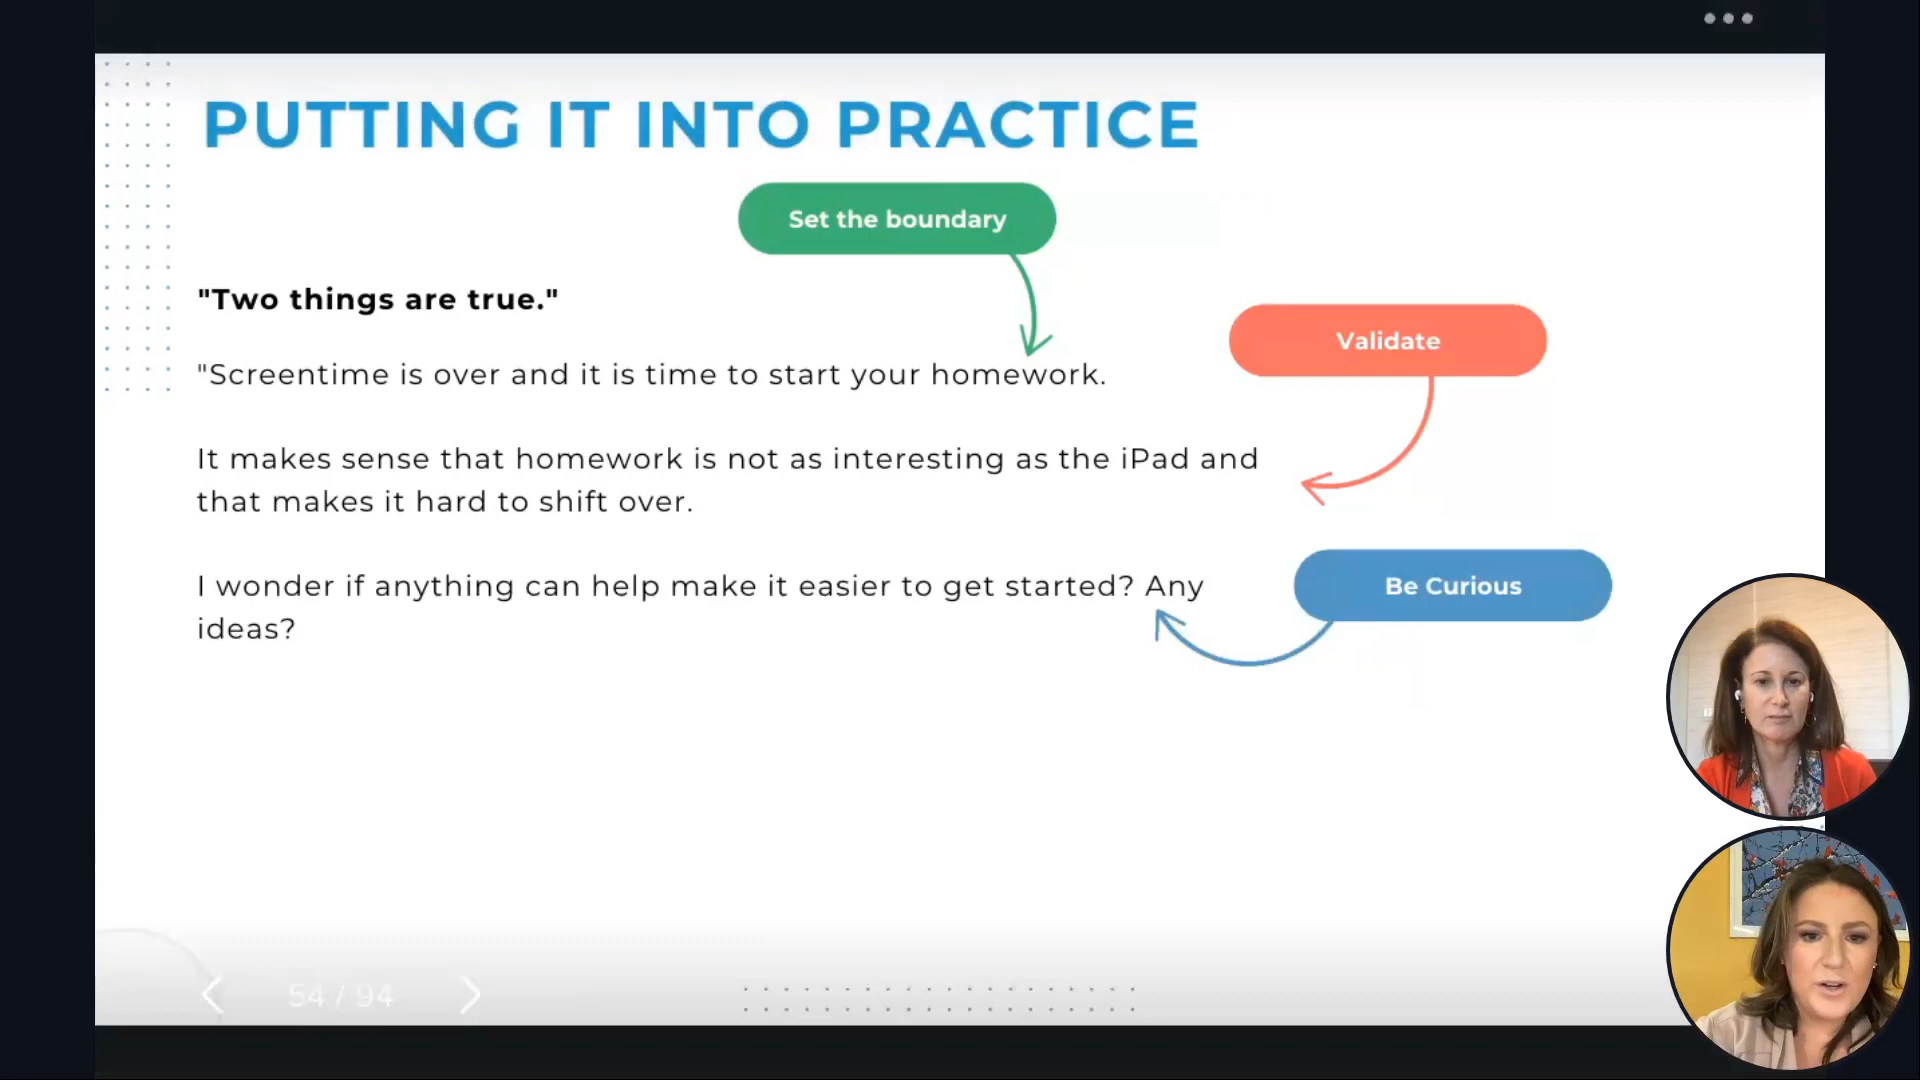 PUTTING IT INTO PRACTICE
Set the boundary
"Two things are true."
Validate
"Screentime is over and it is time to start your homework.
It makes sense that homework is not as interesting as the iPad and
that makes it hard to shift over.
Be Curious
I wonder if anything can help make it easier to get started? Any
ideas?
54 / 94